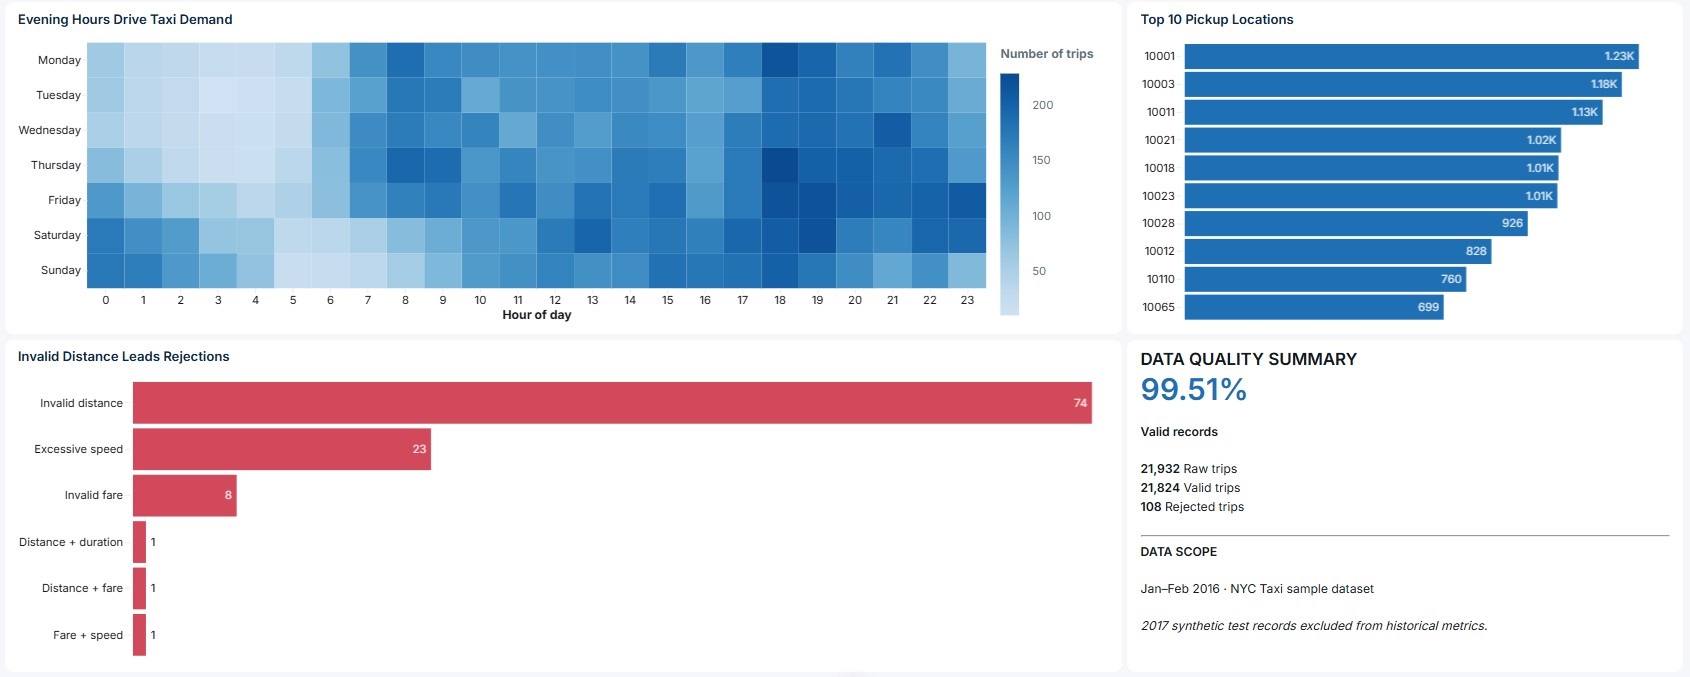 Evening Hours Drive Taxi Demand
Monday
Tuesday
Wednesday
Thursday
Friday
Saturday
Sunday
0 1 2 3 4 5 6 7 8 9 10 11 12 13 14 15 16 17 18 19 20 21 22 23
Hour of day
Number of trips
200
150
100
50
Top 10 Pickup Locations
10001 1.23K
10003 1.18K
10011 1.13K
10021 1.02K
10018 1.01K
10023 1.01K
10028 926
10012 828
10110 760
10065 699
Invalid Distance Leads Rejections
Invalid distance 74
Excessive speed 23
Invalid fare 8
Distance + duration 1
Distance + fare 1
Fare + speed 1
DATA QUALITY SUMMARY
99.51%
Valid records
21,932 Raw trips
21,824 Valid trips
108 Rejected trips
DATA SCOPE
Jan–Feb 2016 · NYC Taxi sample dataset
2017 synthetic test records excluded from historical metrics.